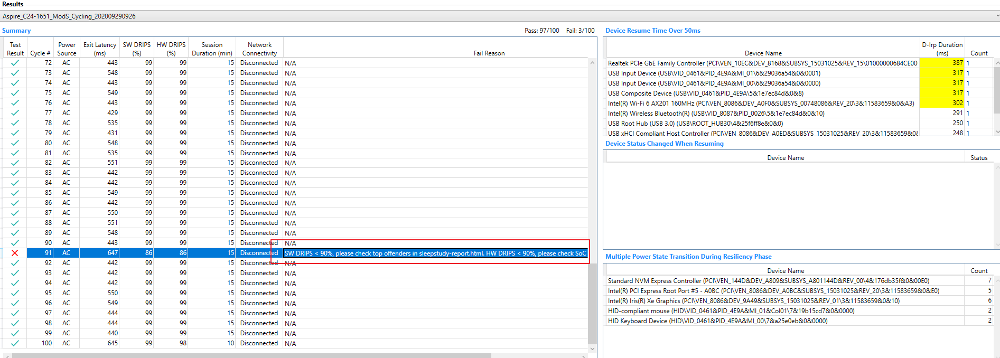 Results
Aspire_C24-1651_ModS_Cycling_202009290926
Summary Pass: 97/100 Fail: 3/100
Test Result Cycle # Power Source Exit Latency (ms) SW DRIPS (%) HW DRIPS (%) Session Duration (min) Network Connectivity Fail Reason
72 AC 443 99 99 15 Disconnected N/A
73 AC 548 99 99 15 Disconnected N/A
74 AC 443 99 99 15 Disconnected N/A
75 AC 549 99 99 15 Disconnected N/A
76 AC 443 99 99 15 Disconnected N/A
77 AC 429 99 99 15 Disconnected N/A
78 AC 535 99 99 15 Disconnected N/A
79 AC 431 99 99 15 Disconnected N/A
80 AC 548 99 99 15 Disconnected N/A
81 AC 535 99 99 15 Disconnected N/A
82 AC 551 99 99 15 Disconnected N/A
83 AC 442 99 99 15 Disconnected N/A
84 AC 442 99 99 15 Disconnected N/A
85 AC 549 99 99 15 Disconnected N/A
86 AC 442 99 99 15 Disconnected N/A
87 AC 550 99 99 15 Disconnected N/A
88 AC 551 99 99 15 Disconnected N/A
89 AC 548 99 99 15 Disconnected N/A
90 AC 443 99 99 15 Disconnected N/A
91 AC 647 86 86 15 Disconnected SW DRIPS < 90%, please check top offenders in sleepstudy-report.html. HW DRIPS < 90%, please check SoC
92 AC 442 99 99 15 Disconnected N/A
93 AC 442 99 99 15 Disconnected N/A
94 AC 442 99 99 15 Disconnected N/A
95 AC 550 99 99 15 Disconnected N/A
96 AC 549 99 99 15 Disconnected N/A
97 AC 444 99 99 15 Disconnected N/A
98 AC 444 99 99 15 Disconnected N/A
99 AC 440 99 99 15 Disconnected N/A
100 AC 645 99 98 10 Disconnected N/A
Device Resume Time Over 50ms
Device Name D-Irp Duration (ms) Count
Realtek PCIe GbE Family Controller (PCI\VEN_10EC&DEV_8168&SUBSYS_15031025&REV_15\01000000684CE00 387 1
USB Input Device (USB\VID_0461&PID_4E9A&MI_01\6&29036a54&0&0001) 317 1
USB Input Device (USB\VID_0461&PID_4E9A&MI_00\6&29036a54&0&0000) 317 1
USB Composite Device (USB\VID_0461&PID_4E9A\5&1e7ec84d&0&8) 317 1
Intel(R) Wi-Fi 6 AX201 160MHz (PCI\VEN_8086&DEV_A0F0&SUBSYS_00748086&REV_20\3&11583659&0&A3) 302 1
Intel(R) Wireless Bluetooth(R) (USB\VID_8087&PID_0026\5&1e7ec84d&0&10) 291 1
USB Root Hub (USB 3.0) (USB\ROOT_HUB30\4&25f6ff8e&0&0) 250 1
USB xHCI Compliant Host Controller (PCI\VEN_8086&DEV_A0ED&SUBSYS_15031025&REV_20\3&11583659&0& 248 1
Device Status Changed When Resuming
Device Name Status
Multiple Power State Transition During Resiliency Phase
Device Name Count
Standard NVM Express Controller (PCI\VEN_144D&DEV_A809&SUBSYS_A801144D&REV_00\4&176db35f&0&00E0) 7
Intel(R) PCI Express Root Port #5 - A0BC (PCI\VEN_8086&DEV_A0BC&SUBSYS_15031025&REV_20\3&11583659&0&E0) 5
Intel(R) Iris(R) Xe Graphics (PCI\VEN_8086&DEV_9A49&SUBSYS_15031025&REV_01\3&11583659&0&10) 6
HID-compliant mouse (HID\VID_0461&PID_4E9A&MI_01&Col01\7&19b15cd7&0&0000) 2
HID Keyboard Device (HID\VID_0461&PID_4E9A&MI_00\7&a25e0eb&0&0000) 2